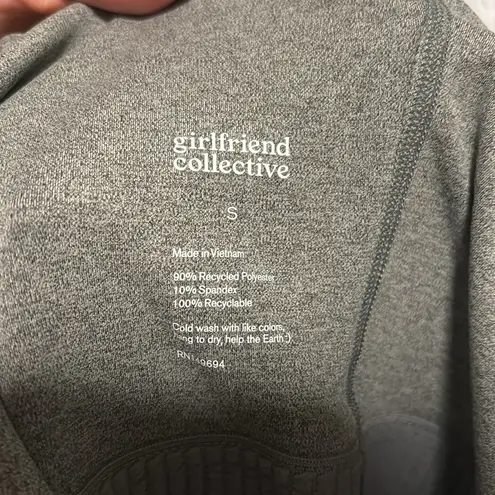 girlfriend
collective
S
Made in Vietnam
90% Recycled Polyester
10% Spandex
100% Recyclable
Cold wash with like colors,
to dry, help the Earth :)